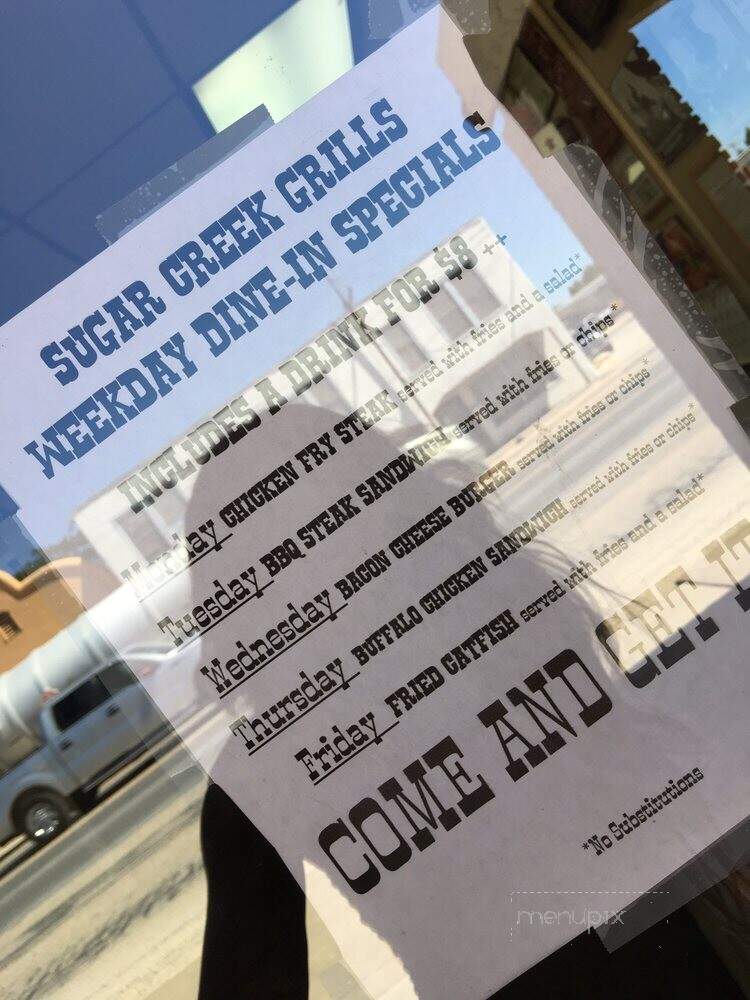 SUGAR CREEK GRILLS
WEEKDAY DINE-IN SPECIALS
INCLUDES A DRINK FOR $8 ++
Monday CHICKEN FRY STEAK served with fries and a salad*
Tuesday BBQ STEAK SANDWICH served with fries or chips*
Wednesday BACON CHEESE BURGER served with fries or chips*
Thursday BUFFALO CHICKEN SANDWICH served with fries or chips*
Friday FRIED CATFISH served with fries and a salad*
COME AND GET IT
*No Substitutions
menupix